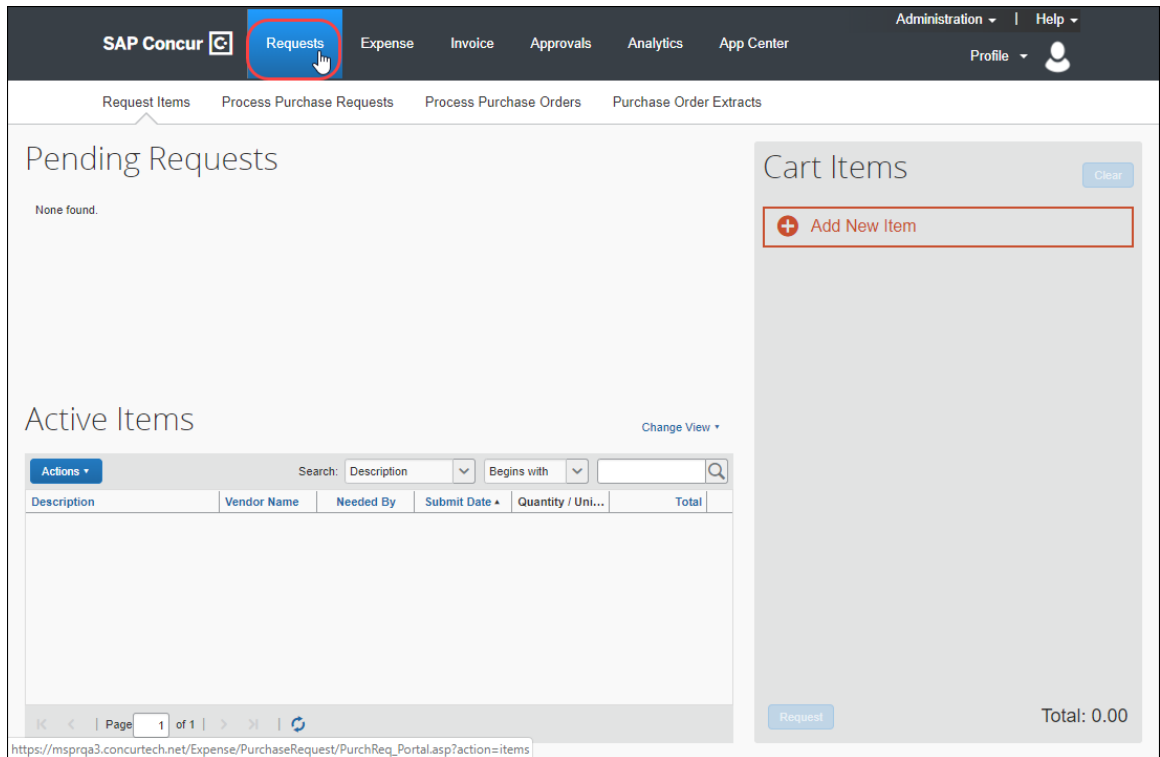 Administration | Help
SAP Concur C Requests Expense Invoice Approvals Analytics App Center
Profile
Request Items Process Purchase Requests Process Purchase Orders Purchase Order Extracts
Pending Requests
None found.
Cart Items
Clear
Add New Item
Active Items
Change View
Actions
Search: Description Begins with
Description Vendor Name Needed By Submit Date Quantity / Uni... Total
Page 1 of 1
Request
Total: 0.00
https://msprqa3.concurtech.net/Expense/PurchaseRequest/PurchReq_Portal.asp?action=items